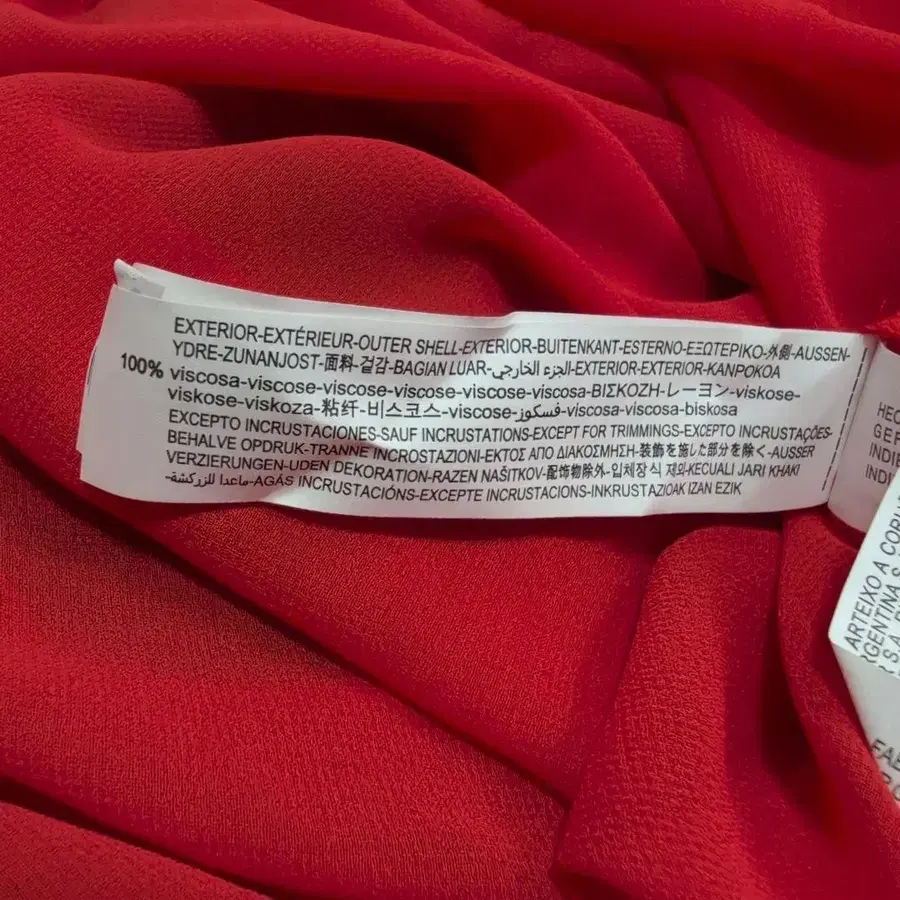 EXTERIOR-EXTÉRIEUR-OUTER SHELL-EXTERIOR-BUITENKANT-ESTERNO-ΕΞΩΤΕΡΙΚΟ-外側-AUSSEN-
YDRE-ZUNANJOST-面料-겉감-BAGIAN LUAR-الجزء الخارجي-EXTERIOR-EXTERIOR-KANPOKOA
100% viscosa-viscose-viscose-viscose-viscose-viscosa-ΒΙΣΚΟΖΗ-レーヨン-viskose-
viskose-viskoza-粘纤-비스코스-viscose-فسكوز-viscosa-viscosa-biskosa
EXCEPTO INCRUSTACIONES-SAUF INCRUSTATIONS-EXCEPT FOR TRIMMINGS-EXCEPTO INCRUSTAÇÕES-
BEHALVE OPDRUK-TRANNE INCROSTAZIONI-ΕΚΤΟΣ ΑΠΟ ΔΙΑΚΟΣΜΗΣΗ-装飾を施した部分を除く-AUSSER
VERZIERUNGEN-UDEN DEKORATION-RAZEN NAŠITKOV-配饰物除外-입체장식 제외-KECUALI JARI KHAKI
-ماعدا للزركشة-AGÁS INCRUSTACIÓNS-EXCEPTE INCRUSTACIONS-INKRUSTAZIOAK IZAN EZIK
ARTEIXO A